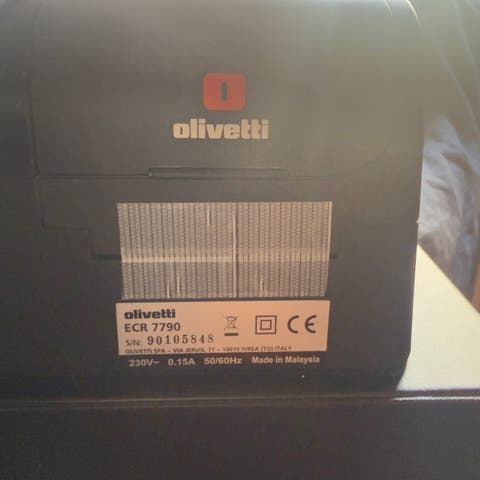 olivetti
olivetti
ECR 7790
S/N: 90105848
OLIVETTI SPA - VIA JERVIS, 77 - 10015 IVREA (TO) ITALY
230V~ 0.15A 50/60Hz Made in Malaysia